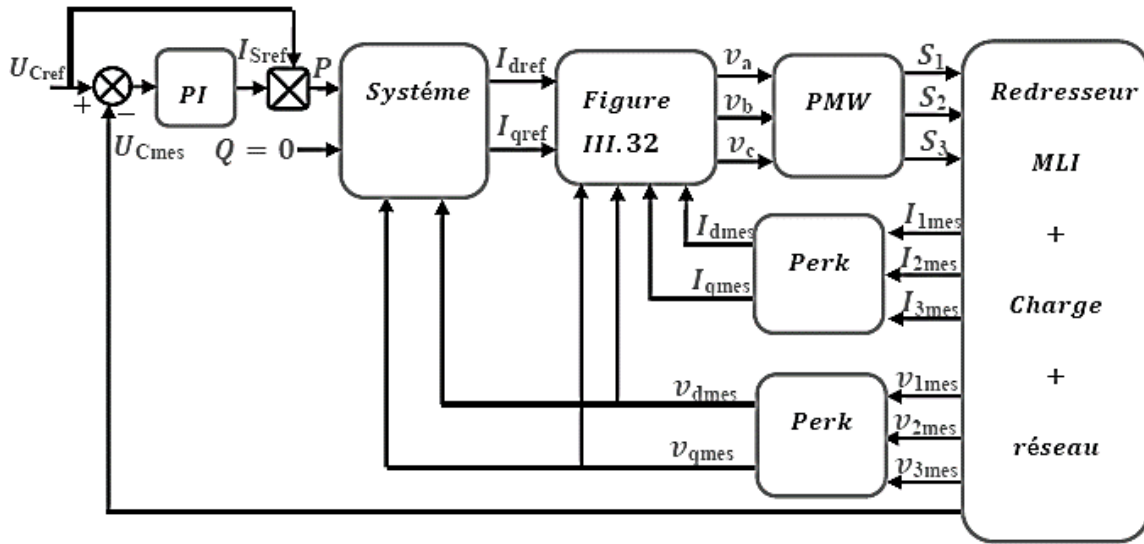 U_Cref
+
−
U_Cmes
PI
I_Sref
P
Q = 0
Systéme
I_dref
I_qref
Figure
III.32
v_a
v_b
v_c
PMW
S_1
S_2
S_3
Redresseur
MLI
+
Charge
+
réseau
I_dmes
I_qmes
Perk
I_1mes
I_2mes
I_3mes
v_dmes
v_qmes
Perk
v_1mes
v_2mes
v_3mes